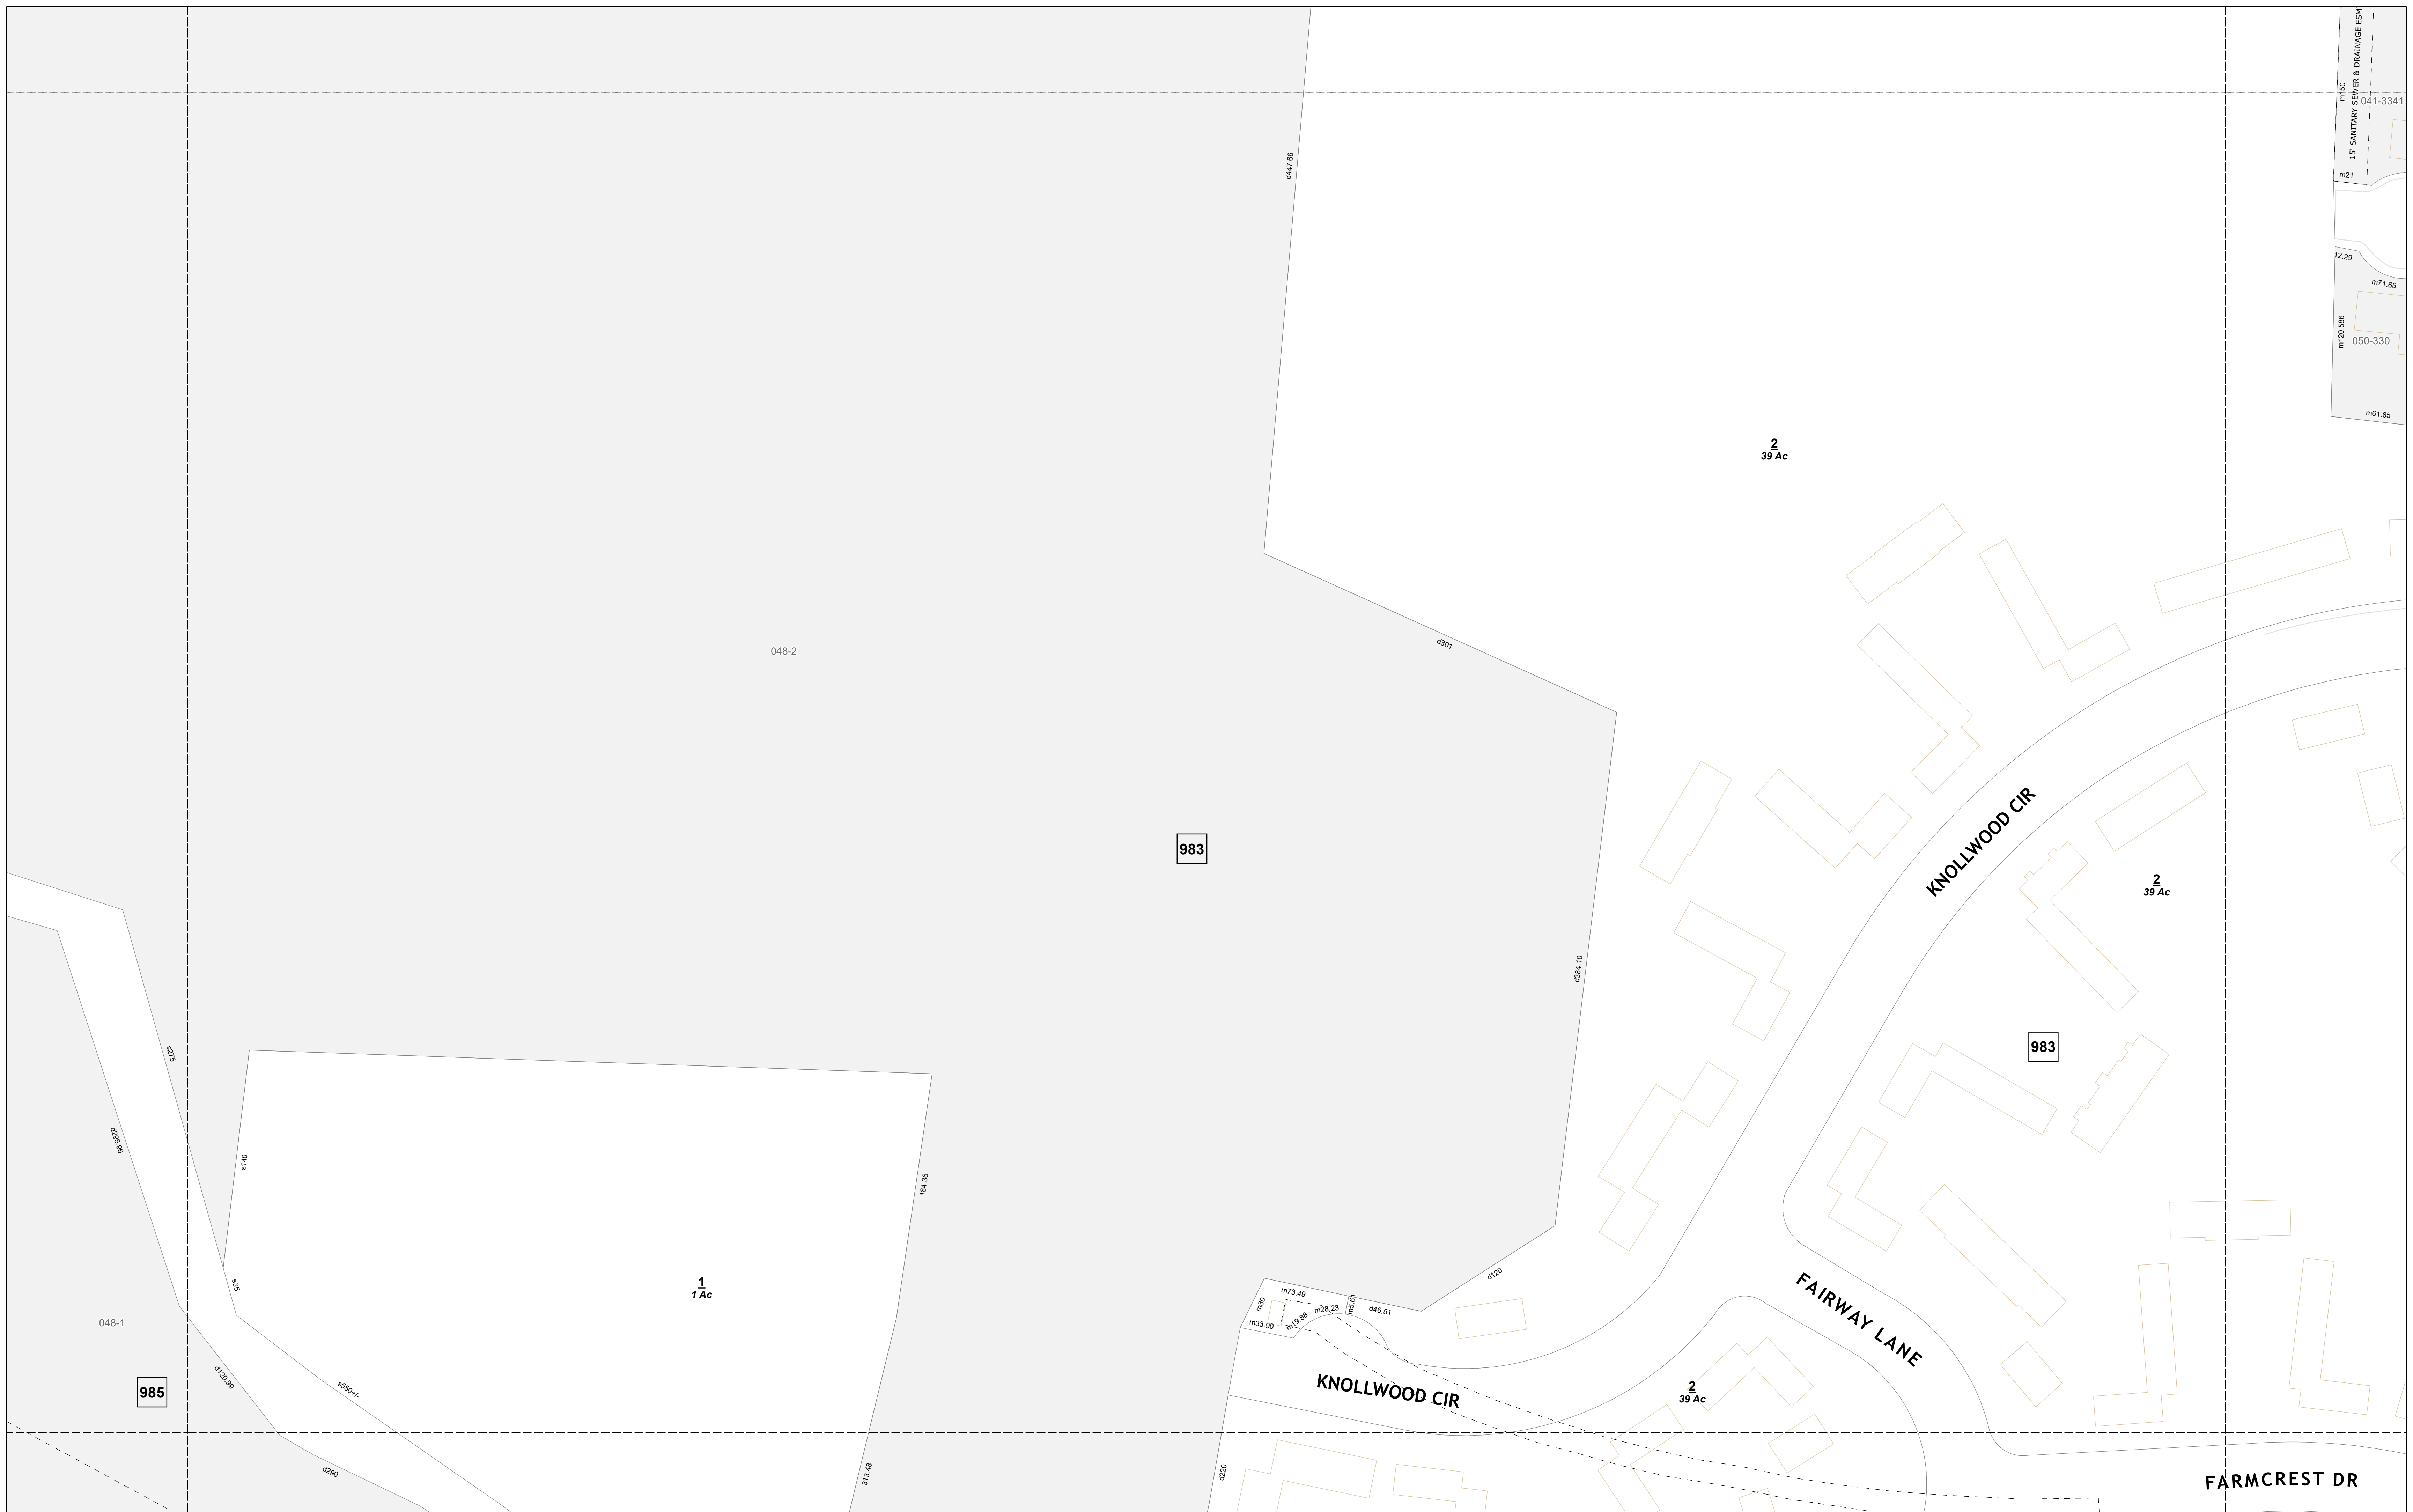 15' SANITARY SEWER & DRAINAGE ESMT
m150
041-3341
m21
d447.66
12.29
m71.65
m120.586
050-330
m61.85
2
39 Ac
d301
048-2
983
KNOLLWOOD CIR
2
39 Ac
d384.10
983
s275
d295.96
s140
184.36
s35
1
1 Ac
048-1
d120
m73.49
m30
m28.23
m5.61
d46.51
m19.88
m33.90
FAIRWAY LANE
d120.99
s550+/-
985
KNOLLWOOD CIR
2
39 Ac
d290
313.48
d220
FARMCREST DR